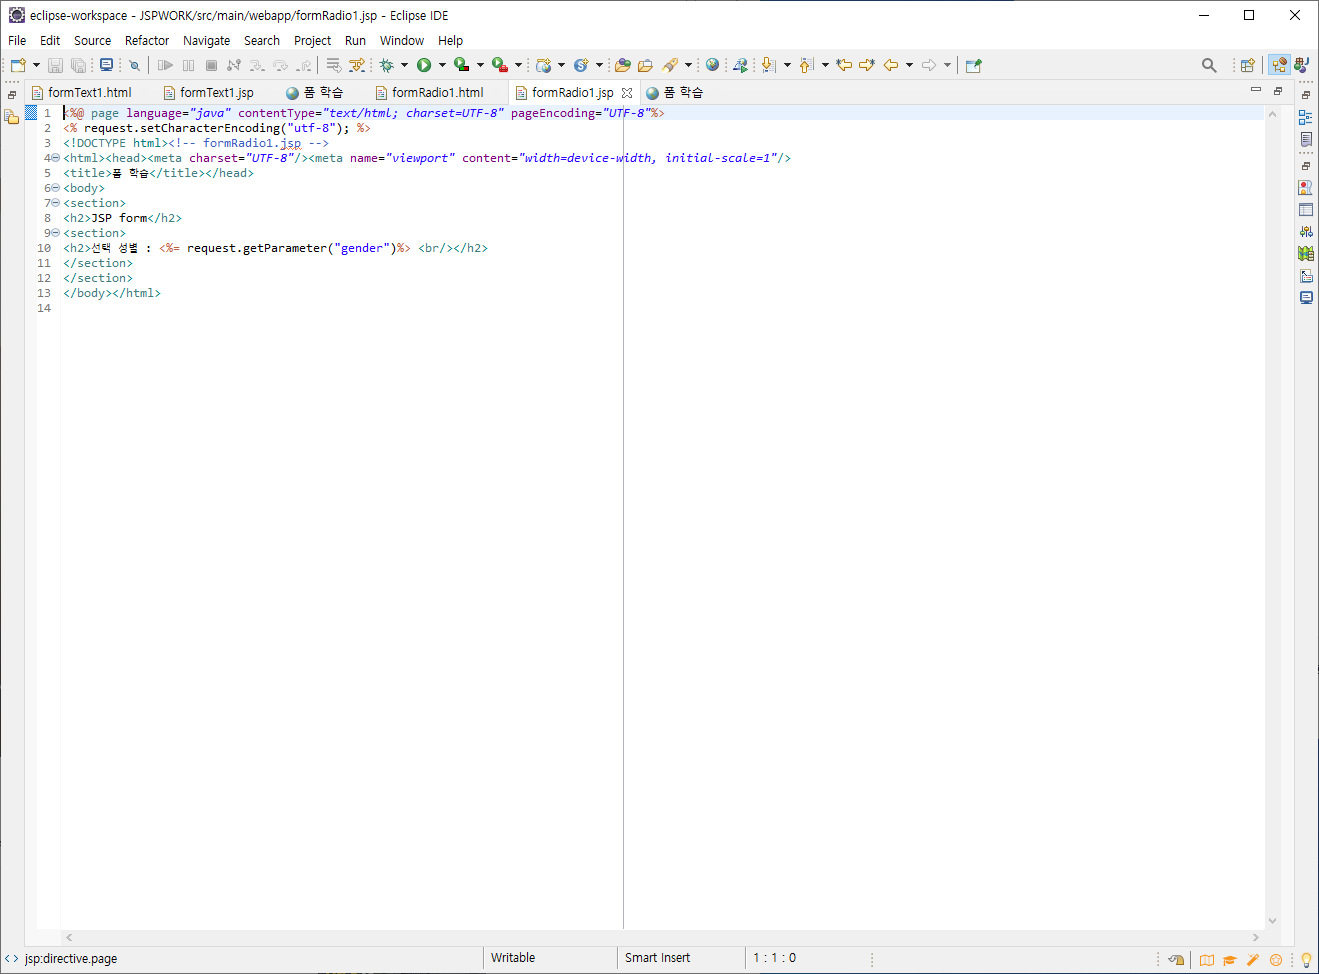 eclipse-workspace - JSPWORK/src/main/webapp/formRadio1.jsp - Eclipse IDE
File Edit Source Refactor Navigate Search Project Run Window Help
formText1.html formText1.jsp 폼 학습 formRadio1.html formRadio1.jsp 폼 학습
1 <%@ page language="java" contentType="text/html; charset=UTF-8" pageEncoding="UTF-8"%>
2 <% request.setCharacterEncoding("utf-8"); %>
3 <!DOCTYPE html><!-- formRadio1.jsp -->
4 <html><head><meta charset="UTF-8"/><meta name="viewport" content="width=device-width, initial-scale=1"/>
5 <title>폼 학습</title></head>
6 <body>
7 <section>
8 <h2>JSP form</h2>
9 <section>
10 <h2>선택 성별 : <%= request.getParameter("gender")%> <br/></h2>
11 </section>
12 </section>
13 </body></html>
14
jsp:directive.page Writable Smart Insert 1 : 1 : 0